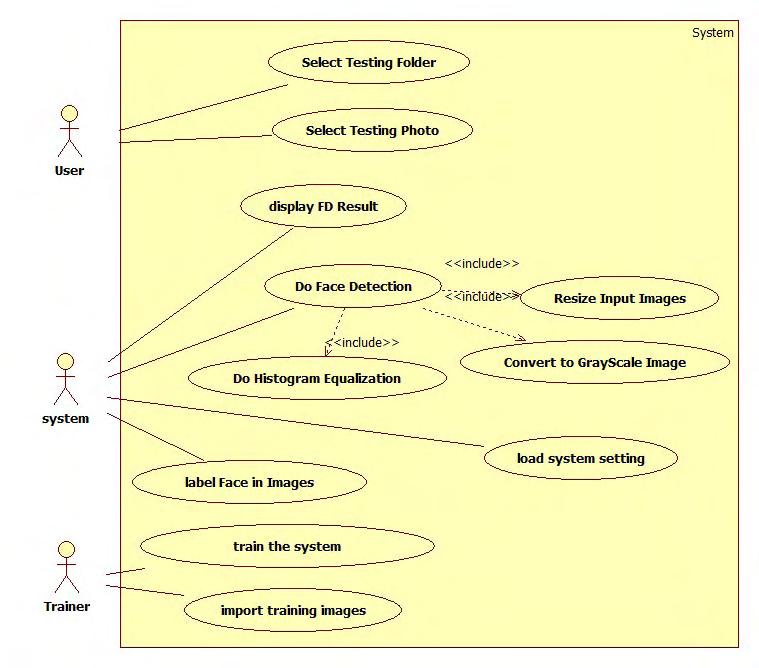 System
Select Testing Folder
Select Testing Photo
User
display FD Result
<<include>>
Do Face Detection
<<include>>
Resize Input Images
<<include>>
Convert to GrayScale Image
Do Histogram Equalization
system
load system setting
label Face in Images
train the system
Trainer
import training images